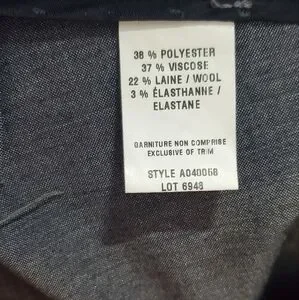 38 % POLYESTER
37 % VISCOSE
22 % LAINE / WOOL
3 % ÉLASTHANNE /
ELASTANE
GARNITURE NON COMPRISE
EXCLUSIVE OF TRIM
STYLE A040058
LOT 6948